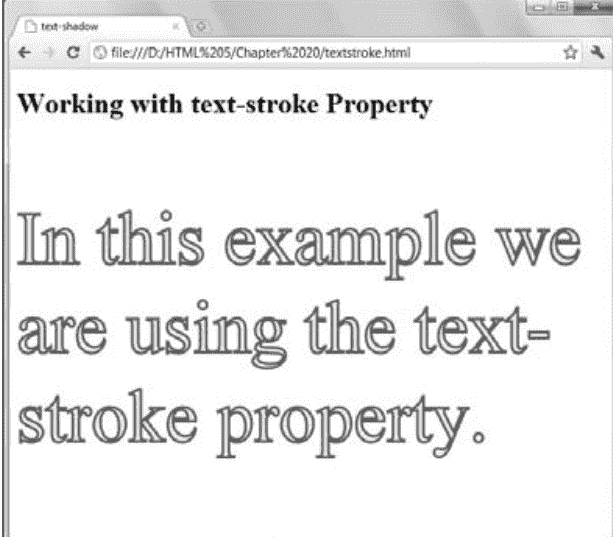 text-shadow
file:///D:/HTML%205/Chapter%2020/textstroke.html
Working with text-stroke Property
In this example we
are using the text-
stroke property.